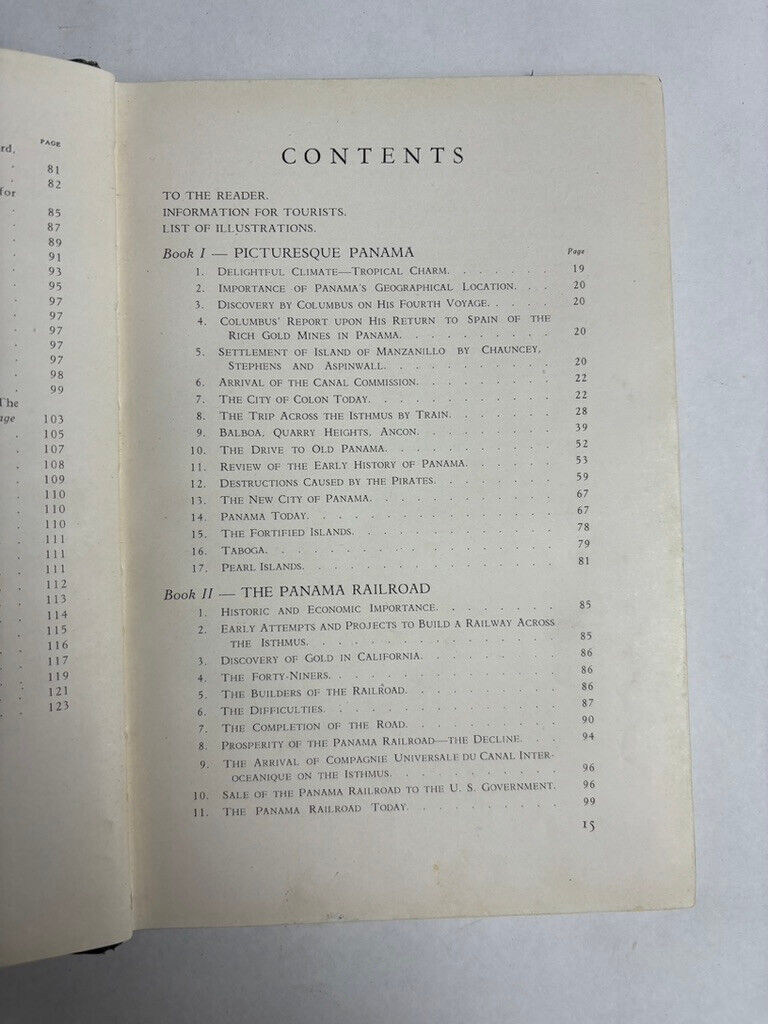 PAGE
rd,
. 81
. 82
for
. 85
. 87
89
. 91
. 93
. 95
. 97
. 97
. 97
. 97
. 97
. 98
. 99
The
age 103
. 105
. 107
. 108
. 109
. 110
. 110
. 110
. 111
. 111
. 111
. 112
. 113
. 114
. 115
. 116
. 117
. 119
. 121
. 123
CONTENTS
TO THE READER.
INFORMATION FOR TOURISTS.
LIST OF ILLUSTRATIONS.
Book I — PICTURESQUE PANAMA Page
1. Delightful Climate—Tropical Charm. . . . . . . 19
2. Importance of Panama's Geographical Location. . . 20
3. Discovery by Columbus on His Fourth Voyage. . . . 20
4. Columbus' Report upon His Return to Spain of the
Rich Gold Mines in Panama. . . . . . . . . . 20
5. Settlement of Island of Manzanillo by Chauncey,
Stephens and Aspinwall. . . . . . . . . . . 20
6. Arrival of the Canal Commission. . . . . . . . . 22
7. The City of Colon Today. . . . . . . . . . . . 22
8. The Trip Across the Isthmus by Train. . . . . . . 28
9. Balboa, Quarry Heights, Ancon. . . . . . . . . 39
10. The Drive to Old Panama. . . . . . . . . . . 52
11. Review of the Early History of Panama. . . . . . 53
12. Destructions Caused by the Pirates. . . . . . . . 59
13. The New City of Panama. . . . . . . . . . . . 67
14. Panama Today. . . . . . . . . . . . . . . . 67
15. The Fortified Islands. . . . . . . . . . . . . 78
16. Taboga. . . . . . . . . . . . . . . . . . 79
17. Pearl Islands. . . . . . . . . . . . . . . . 81
Book II — THE PANAMA RAILROAD
1. Historic and Economic Importance. . . . . . . . 85
2. Early Attempts and Projects to Build a Railway Across
the Isthmus. . . . . . . . . . . . . . . 85
3. Discovery of Gold in California. . . . . . . . . 86
4. The Forty-Niners. . . . . . . . . . . . . . 86
5. The Builders of the Railroad. . . . . . . . . . 86
6. The Difficulties. . . . . . . . . . . . . . 87
7. The Completion of the Road. . . . . . . . . . 90
8. Prosperity of the Panama Railroad—the Decline. . . 94
9. The Arrival of Compagnie Universale du Canal Inter-
oceanique on the Isthmus. . . . . . . . . . . 96
10. Sale of the Panama Railroad to the U. S. Government. 96
11. The Panama Railroad Today. . . . . . . . . . 99
15